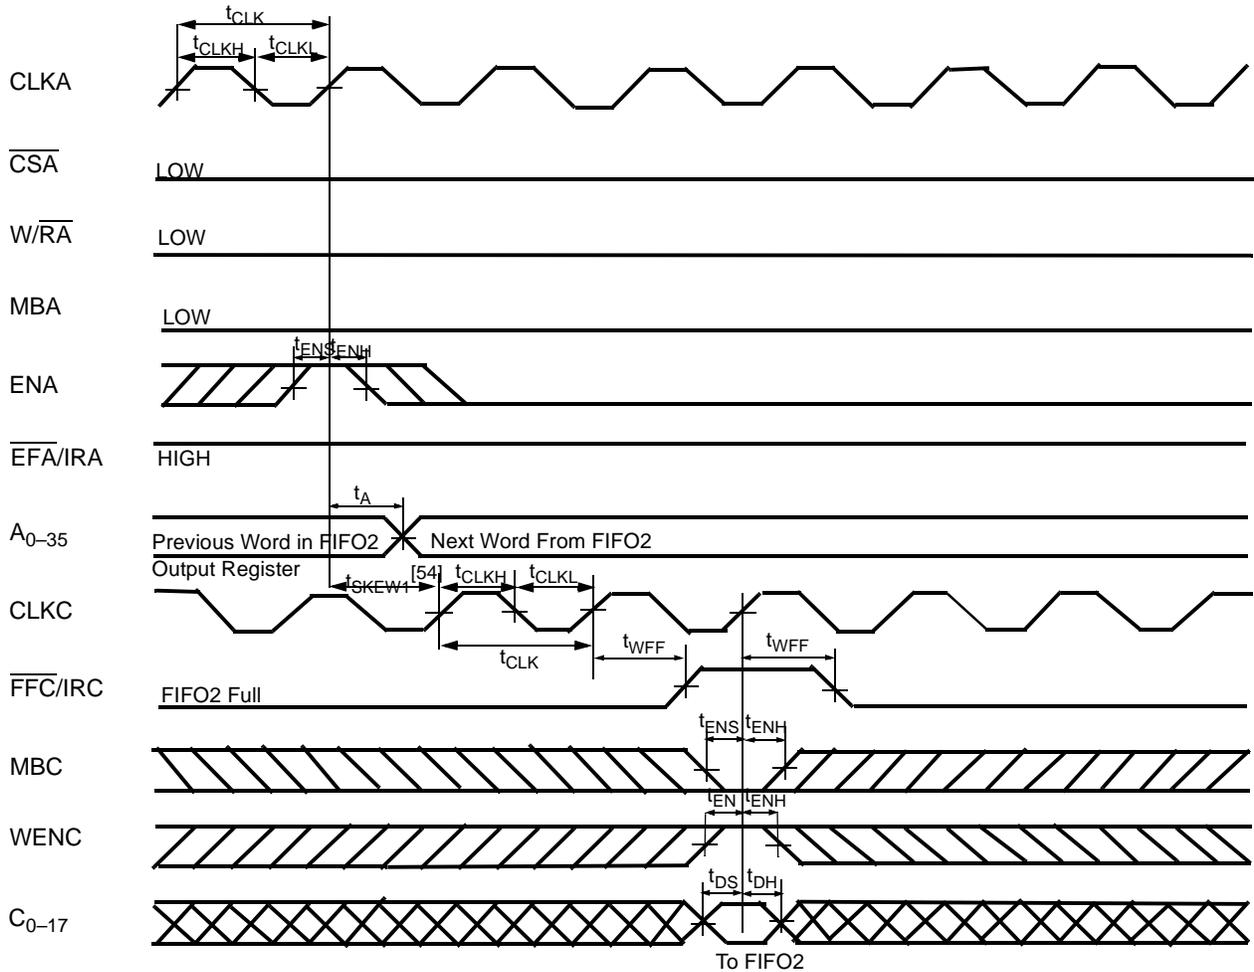 tCLK
tCLKH tCLKL
CLKA
CSA
LOW
W/RA
LOW
MBA
LOW
tENS tENH
ENA
EFA/IRA
HIGH
tA
A0–35
Previous Word in FIFO2 Next Word From FIFO2
Output Register
tSKEW1[54] tCLKH tCLKL
CLKC
tCLK tWFF tWFF
FFC/IRC
FIFO2 Full
tENS tENH
MBC
tEN tENH
WENC
tDS tDH
C0–17
To FIFO2